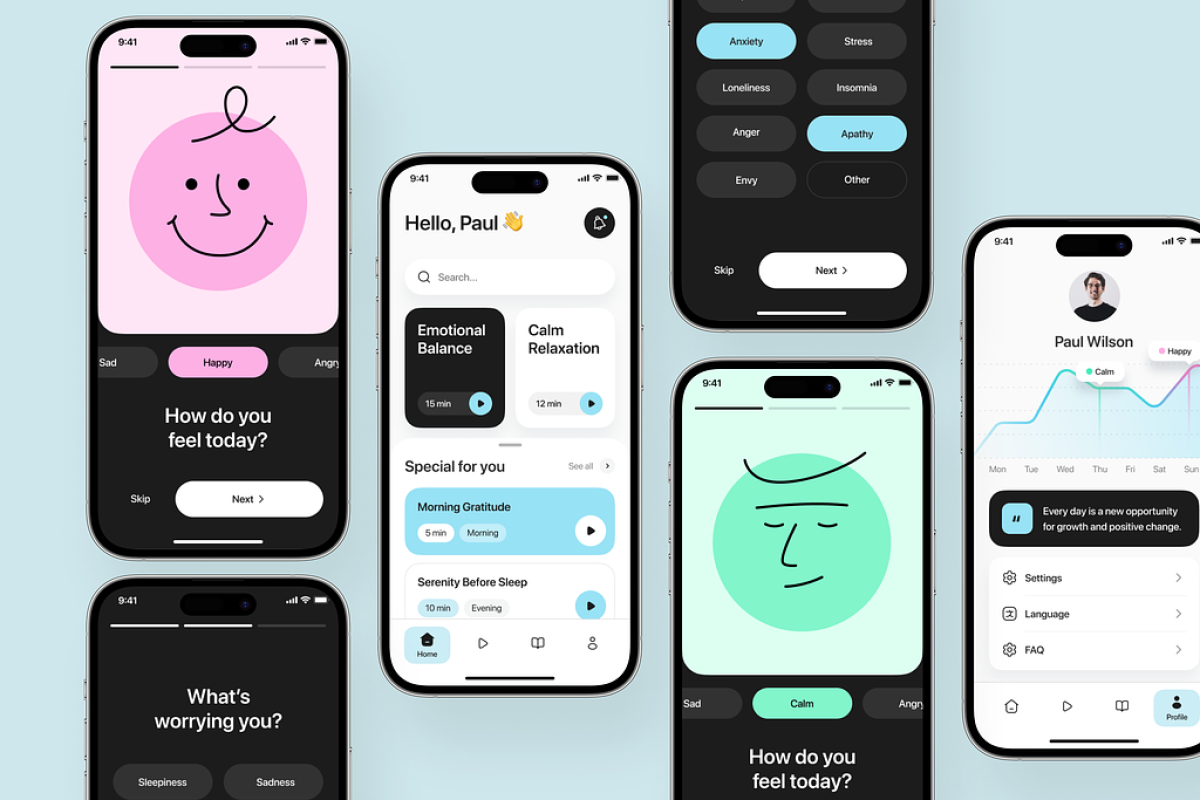 9:41
Sad
Happy
Angry
How do you
feel today?
Skip
Next
9:41
What's
worrying you?
Sleepiness
Sadness
9:41
Hello, Paul 👋
Search...
Emotional
Balance
15 min
Calm
Relaxation
12 min
Special for you
See all
Morning Gratitude
5 min
Morning
Serenity Before Sleep
10 min
Evening
Home
Anxiety
Stress
Loneliness
Insomnia
Anger
Apathy
Envy
Other
Skip
Next
9:41
Sad
Calm
Angry
How do you
feel today?
9:41
Paul Wilson
Happy
Calm
Mon Tue Wed Thu Fri Sat Sun
Every day is a new opportunity
for growth and positive change.
Settings
Language
FAQ
Profile